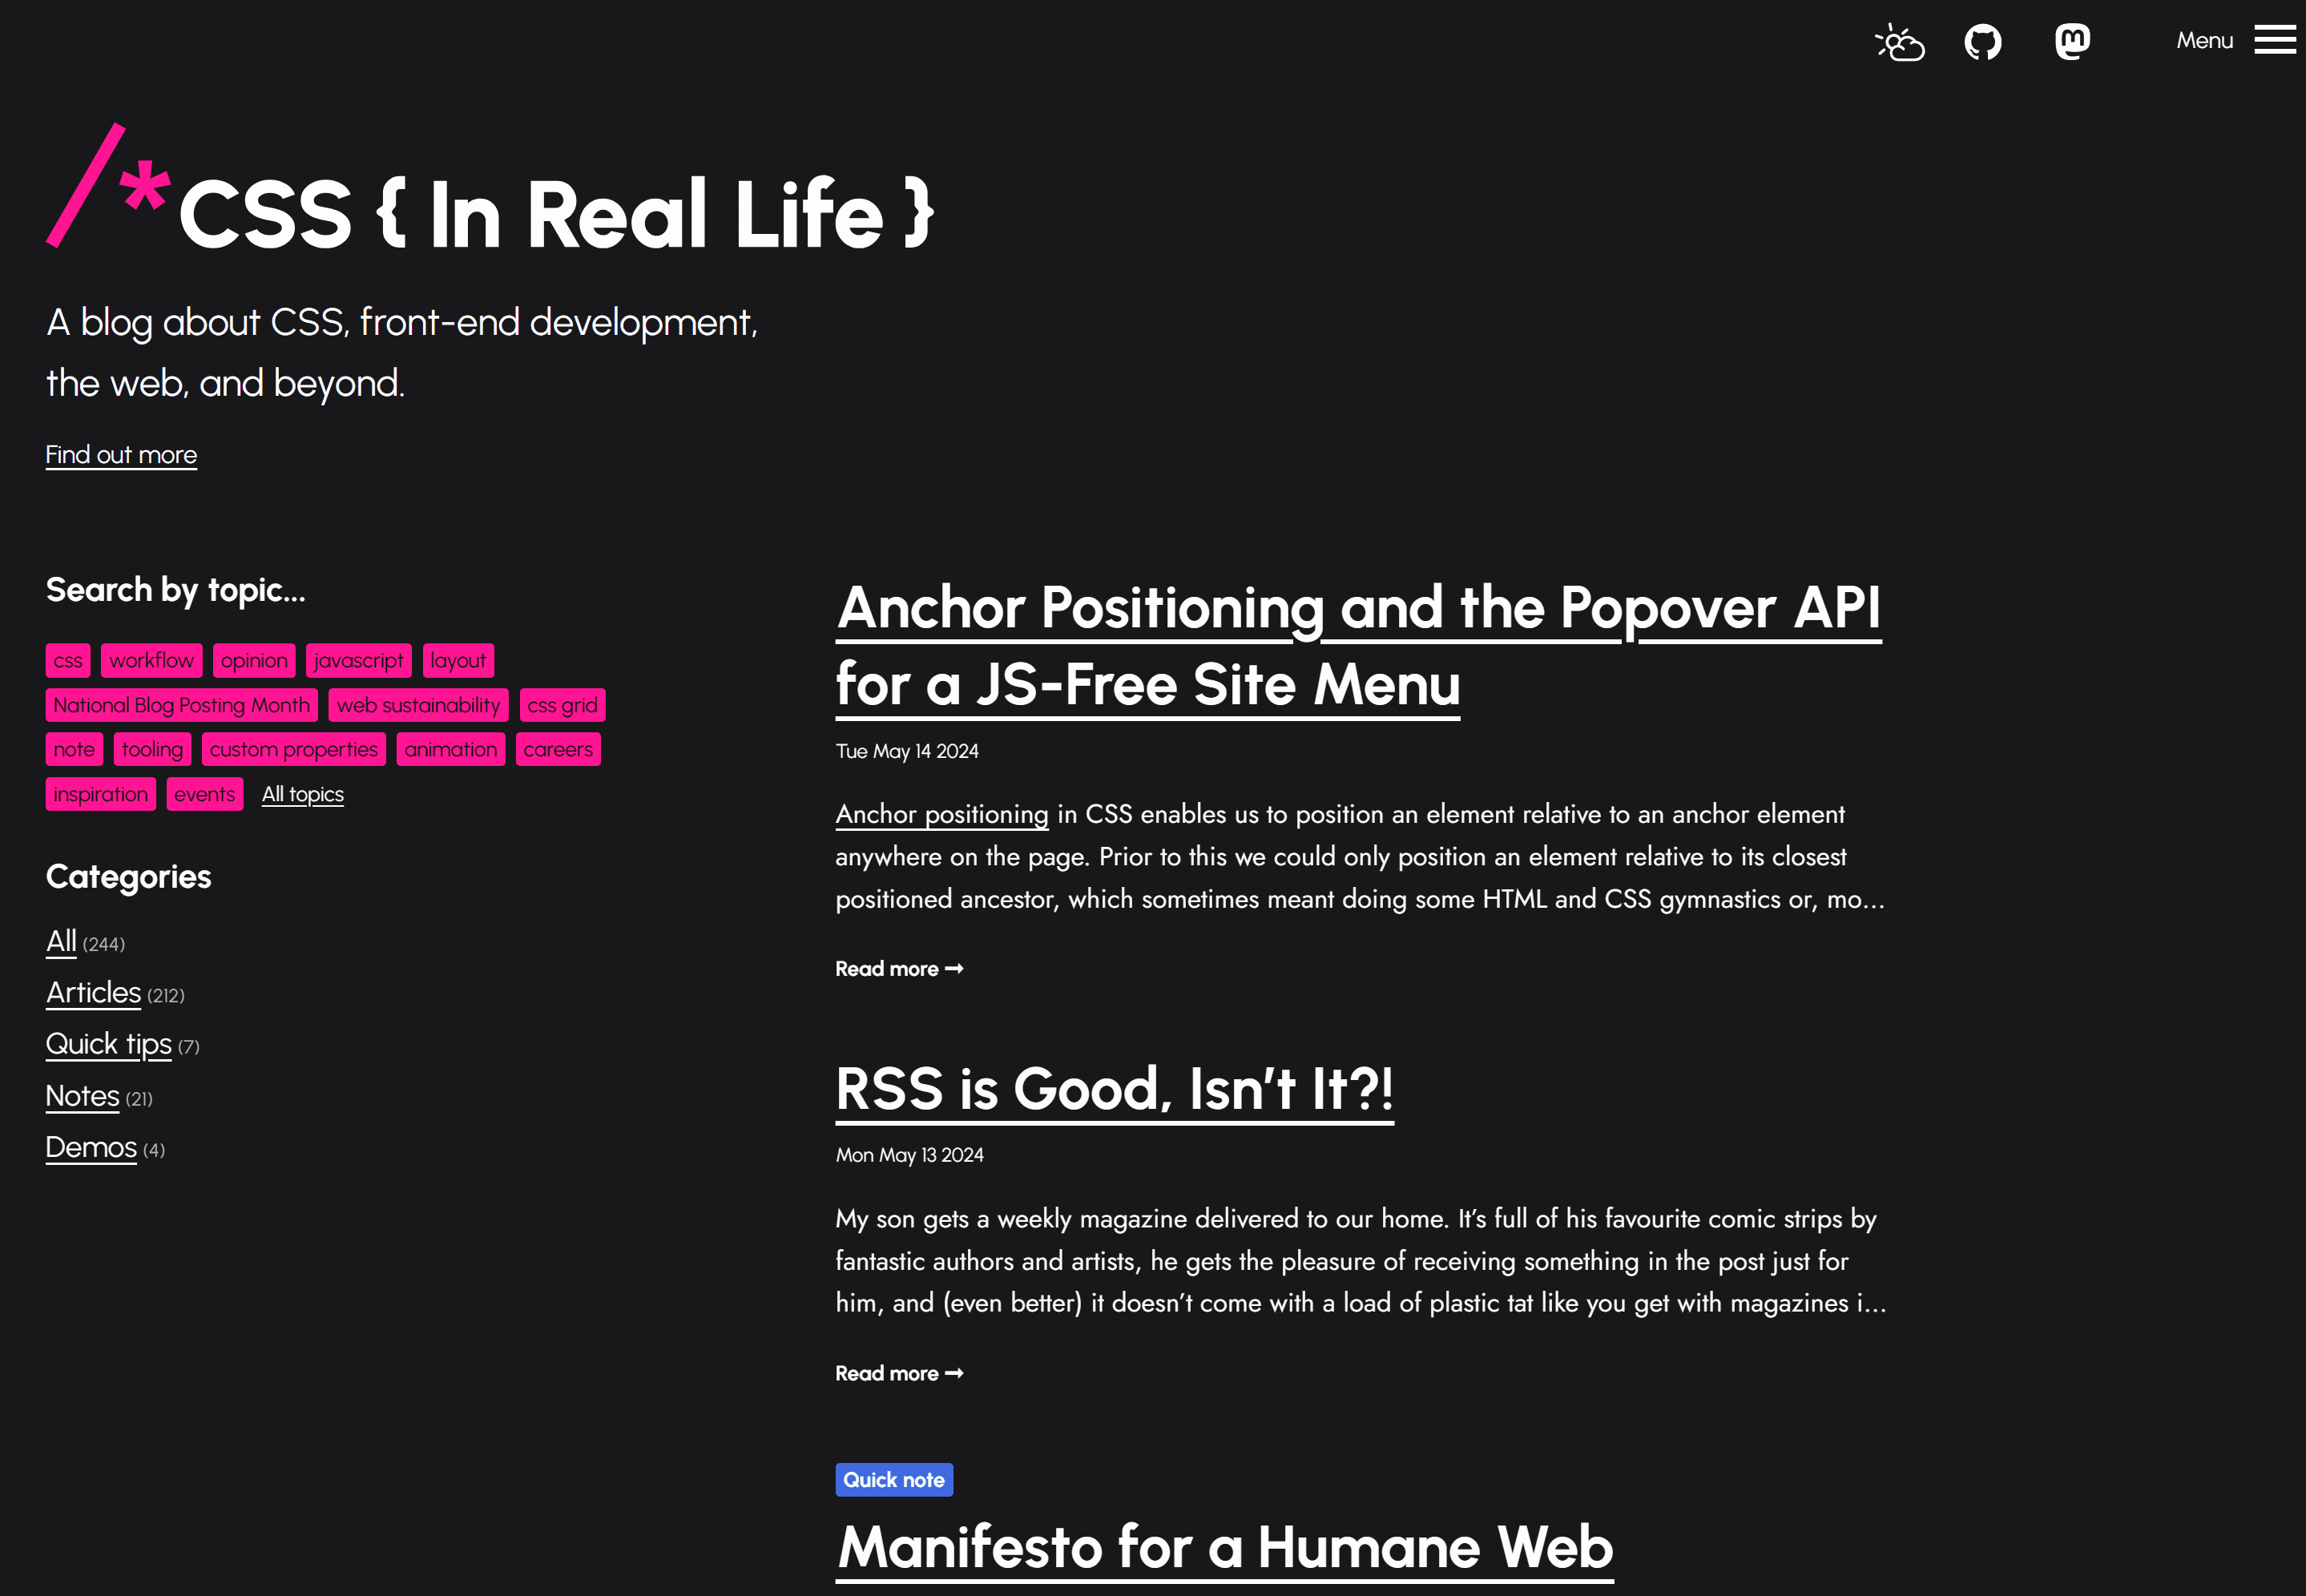 Menu
/*CSS { In Real Life }
A blog about CSS, front-end development,
the web, and beyond.
Find out more
Search by topic...
css workflow opinion javascript layout
National Blog Posting Month web sustainability css grid
note tooling custom properties animation careers
inspiration events All topics
Categories
All (244)
Articles (212)
Quick tips (7)
Notes (21)
Demos (4)
Anchor Positioning and the Popover API
for a JS-Free Site Menu
Tue May 14 2024
Anchor positioning in CSS enables us to position an element relative to an anchor element
anywhere on the page. Prior to this we could only position an element relative to its closest
positioned ancestor, which sometimes meant doing some HTML and CSS gymnastics or, mo…
Read more ➞
RSS is Good, Isn’t It?!
Mon May 13 2024
My son gets a weekly magazine delivered to our home. It’s full of his favourite comic strips by
fantastic authors and artists, he gets the pleasure of receiving something in the post just for
him, and (even better) it doesn’t come with a load of plastic tat like you get with magazines i…
Read more ➞
Quick note
Manifesto for a Humane Web